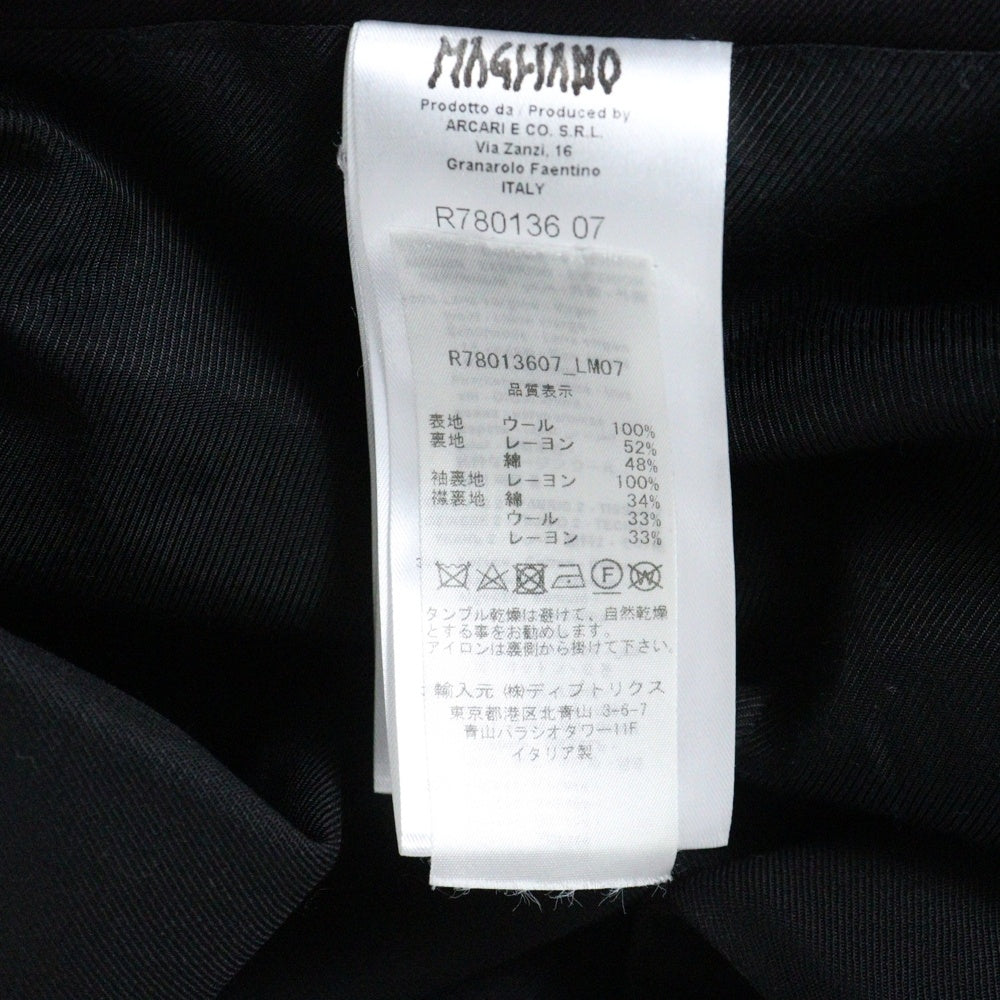 MAGLIANO
Prodotto da / Produced by
ARCARI E CO. S.R.L.
Via Zanzi, 16
Granarolo Faentino
ITALY
R780136 07
R78013607_LM07
品質表示
表地 ウール 100%
裏地 レーヨン 52%
綿 48%
袖裏地 レーヨン 100%
襟裏地 綿 34%
ウール 33%
レーヨン 33%
F
W
タンブル乾燥は避けて、自然乾燥
とする事をお勧めします。
アイロンは裏側から掛けて下さい。
輸入元 (株)ディプトリクス
東京都港区北青山 3-6-7
青山パラシオタワー11F
イタリア製